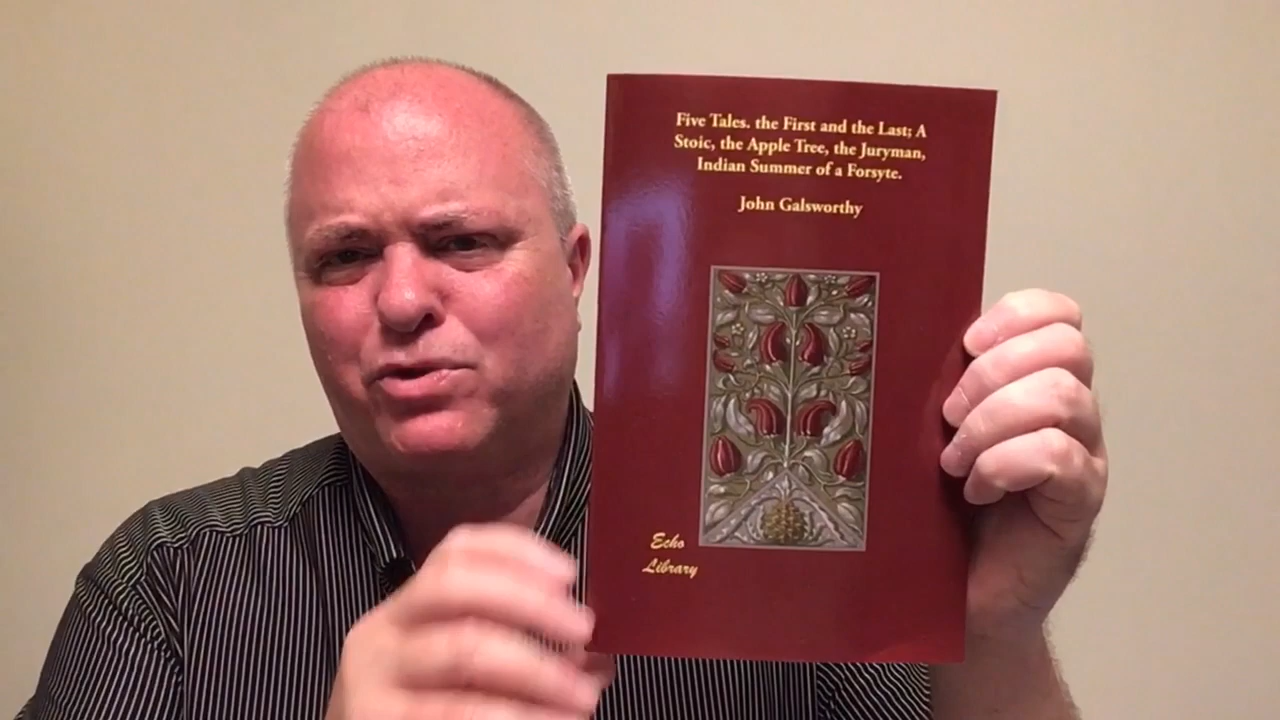 Five Tales. the First and the Last; A
Stoic, the Apple Tree, the Juryman,
Indian Summer of a Forsyte.
John Galsworthy
Echo
Library